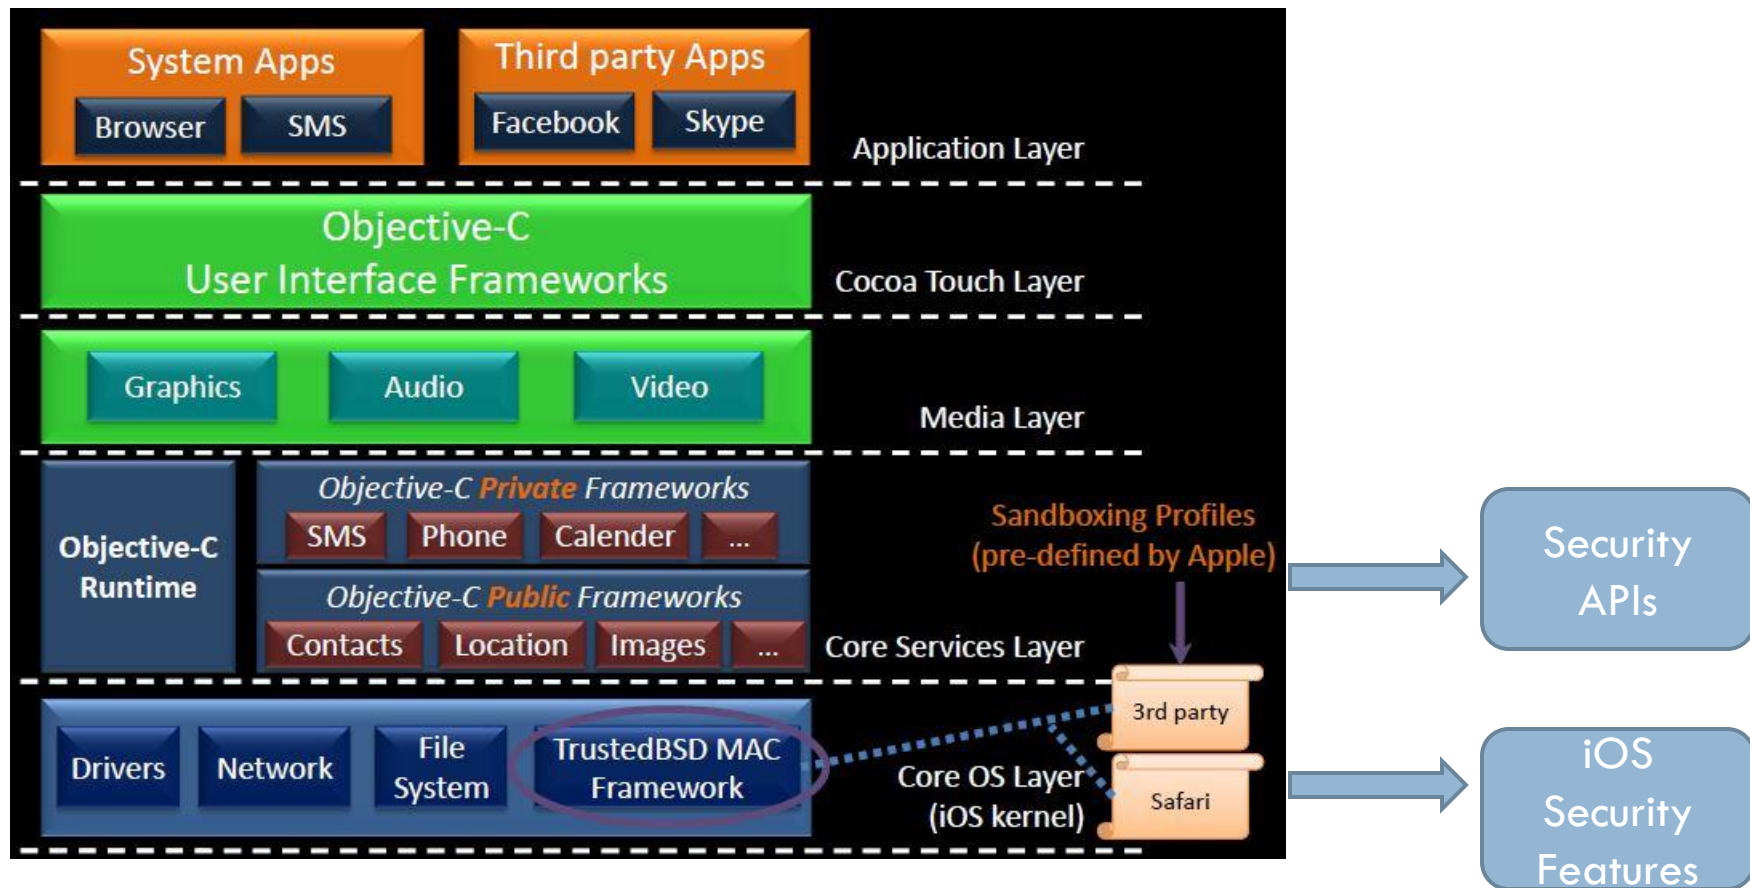 System Apps
Browser
SMS
Third party Apps
Facebook
Skype
Application Layer
Objective-C
User Interface Frameworks
Cocoa Touch Layer
Graphics
Audio
Video
Media Layer
Objective-C
Runtime
Objective-C Private Frameworks
SMS
Phone
Calender
...
Objective-C Public Frameworks
Contacts
Location
Images
...
Core Services Layer
Sandboxing Profiles
(pre-defined by Apple)
Security
APIs
Drivers
Network
File
System
TrustedBSD MAC
Framework
Core OS Layer
(iOS kernel)
3rd party
Safari
iOS
Security
Features